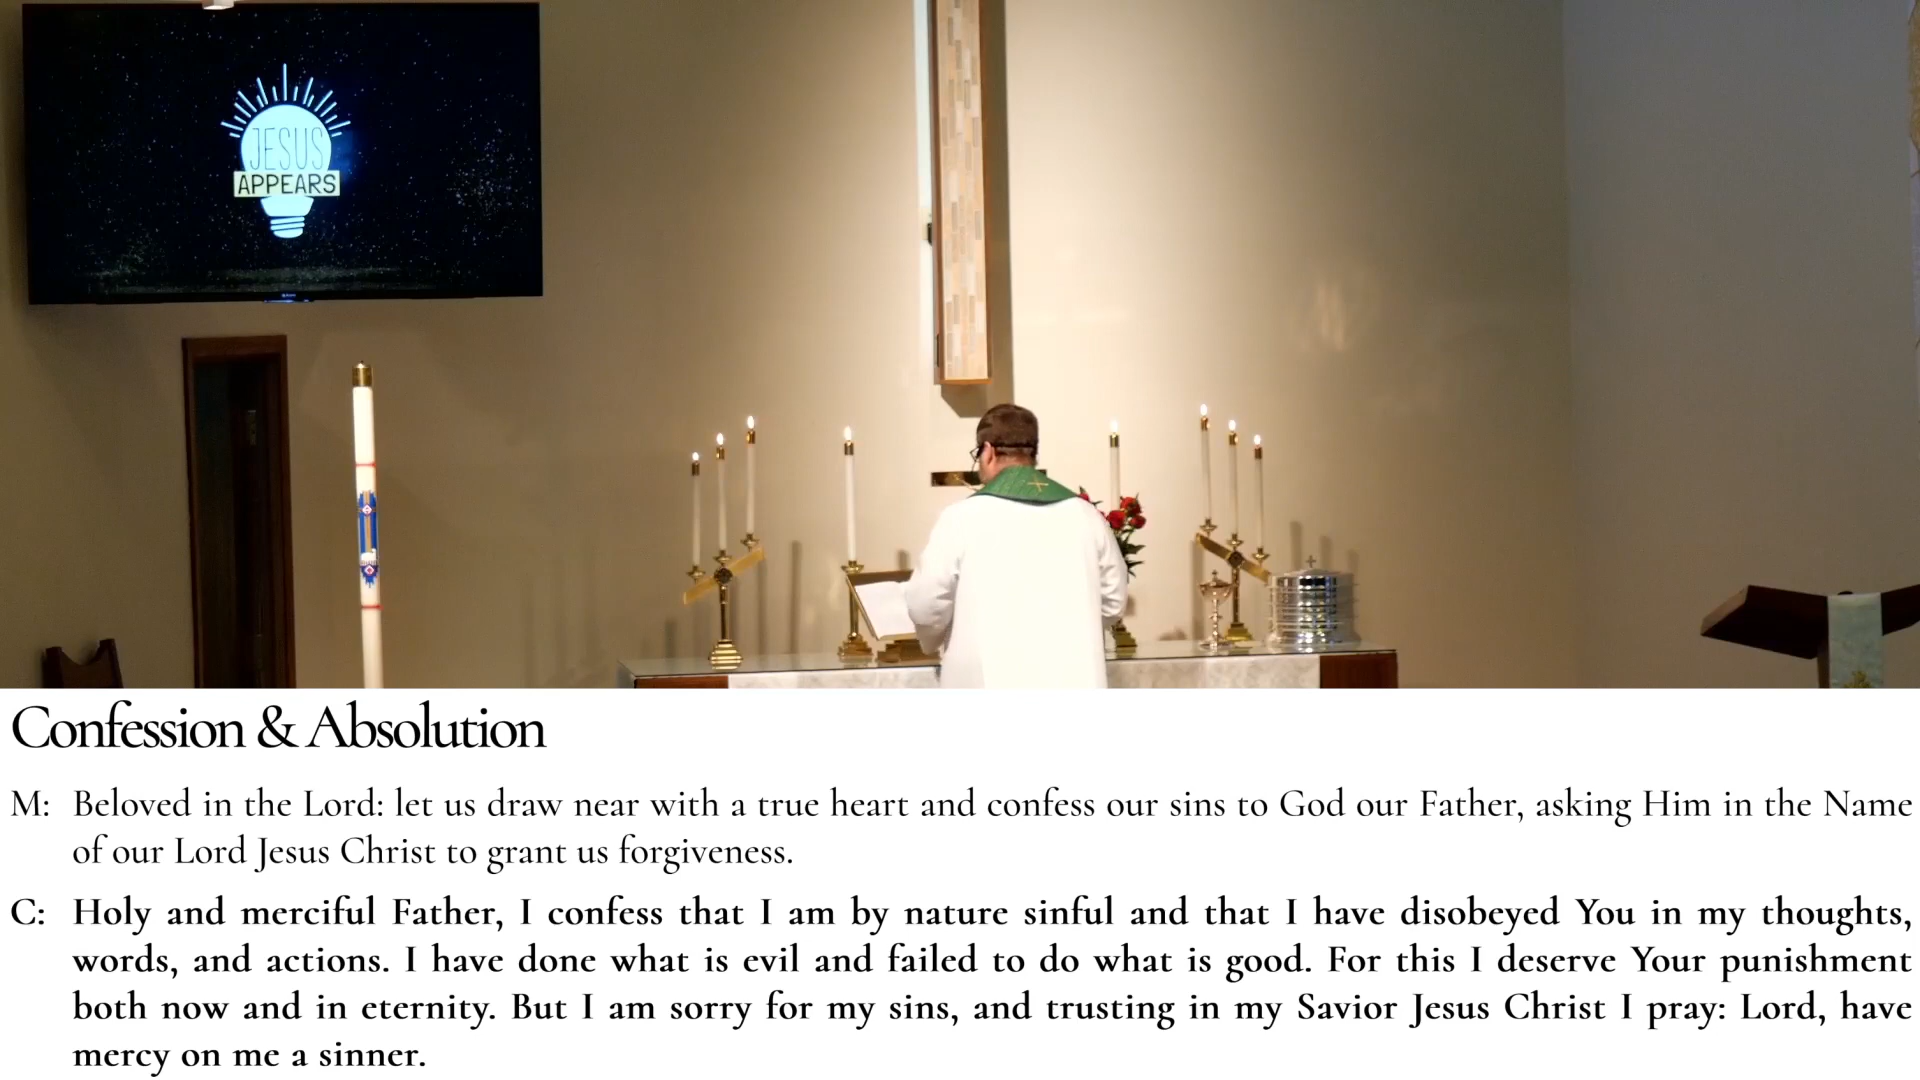 JESUS
APPEARS
Confession & Absolution
M: Beloved in the Lord: let us draw near with a true heart and confess our sins to God our Father, asking Him in the Name
of our Lord Jesus Christ to grant us forgiveness.
C: Holy and merciful Father, I confess that I am by nature sinful and that I have disobeyed You in my thoughts,
words, and actions. I have done what is evil and failed to do what is good. For this I deserve Your punishment
both now and in eternity. But I am sorry for my sins, and trusting in my Savior Jesus Christ I pray: Lord, have
mercy on me a sinner.